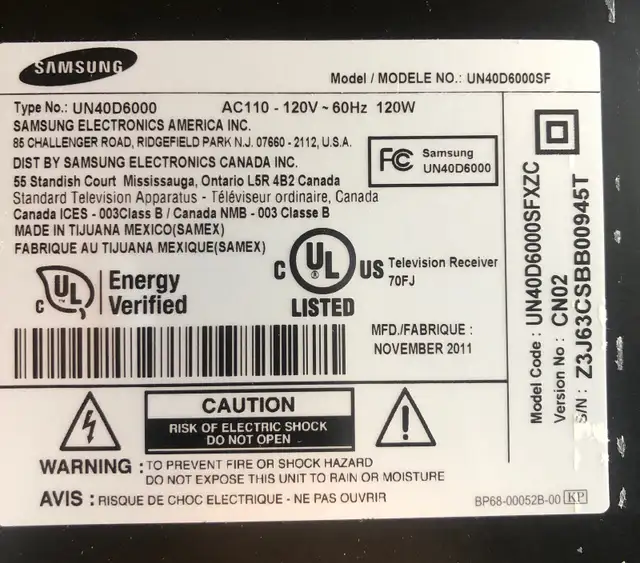 SAMSUNG
Model / MODELE NO.: UN40D6000SF
Type No.: UN40D6000 AC110 - 120V ~ 60Hz 120W
SAMSUNG ELECTRONICS AMERICA INC.
85 CHALLENGER ROAD, RIDGEFIELD PARK N.J. 07660 - 2112, U.S.A.
DIST BY SAMSUNG ELECTRONICS CANADA INC.
55 Standish Court Mississauga, Ontario L5R 4B2 Canada
Standard Television Apparatus - Téléviseur ordinaire, Canada
Canada ICES - 003Class B / Canada NMB - 003 Classe B
MADE IN TIJUANA MEXICO(SAMEX)
FABRIQUE AU TIJUANA MEXIQUE(SAMEX)
FC Samsung
UN40D6000
C UL Energy
Verified
C UL US
LISTED
Television Receiver
70FJ
MFD./FABRIQUE :
NOVEMBER 2011
CAUTION
RISK OF ELECTRIC SHOCK
DO NOT OPEN
WARNING : TO PREVENT FIRE OR SHOCK HAZARD
DO NOT EXPOSE THIS UNIT TO RAIN OR MOISTURE
AVIS : RISQUE DE CHOC ELECTRIQUE - NE PAS OUVRIR
Model Code : UN40D6000SFXZC
Version No : CN02
S/N : Z3J63CSBB00945T
BP68-00052B-00 KP